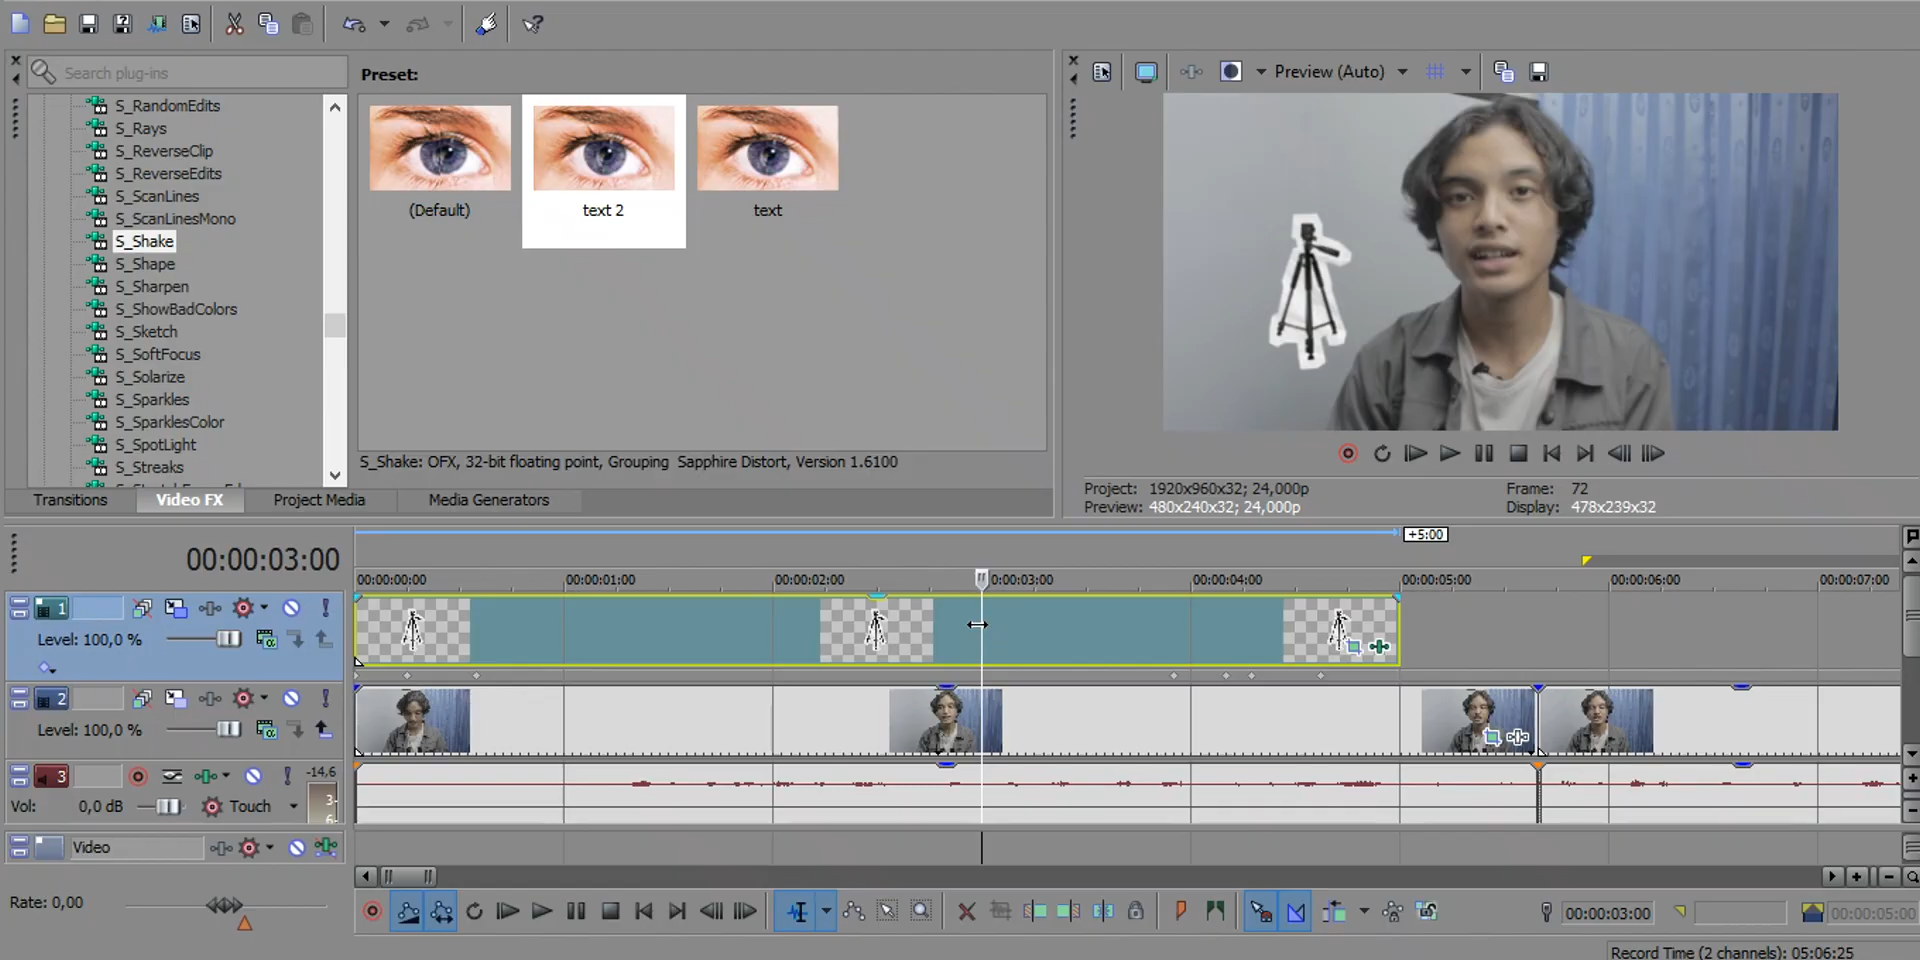 Search plug-ins
Preset:
Preview (Auto)
S_RandomEdits
S_Rays
S_ReverseClip
S_ReverseEdits
S_ScanLines
S_ScanLinesMono
S_Shake
S_Shape
S_Sharpen
S_ShowBadColors
S_Sketch
S_SoftFocus
S_Solarize
S_Sparkles
S_SparklesColor
S_SpotLight
S_Streaks
(Default)
text 2
text
S_Shake: OFX, 32-bit floating point, Grouping Sapphire Distort, Version 1.6100
Transitions
Video FX
Project Media
Media Generators
Project: 1920x960x32; 24,000p
Frame: 72
Preview: 480x240x32; 24,000p
Display: 478x239x32
+5:00
00:00:03:00
00:00:00:00
00:00:01:00
00:00:02:00
00:00:03:00
00:00:04:00
00:00:05:00
00:00:06:00
00:00:07:00
1
Level: 100,0 %
2
Level: 100,0 %
3
-14,6
Vol: 0,0 dB
Touch
3-
6-
Video
Rate: 0,00
00:00:03:00
00:00:05:00
Record Time (2 channels): 05:06:25